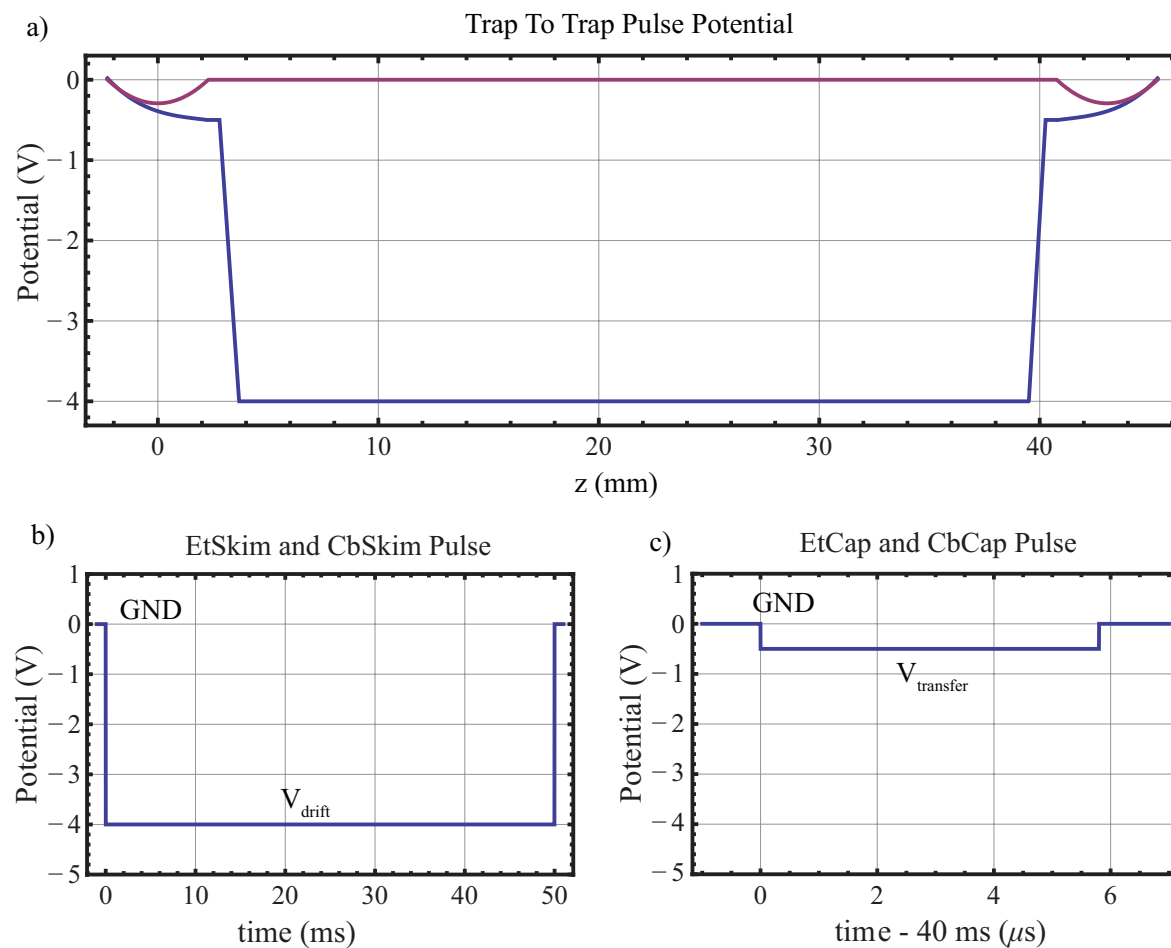 a)
Trap To Trap Pulse Potential
Potential (V)
0
−1
−2
−3
−4
0
10
20
30
40
z (mm)
b)
EtSkim and CbSkim Pulse
Potential (V)
1
0
−1
−2
−3
−4
−5
GND
V drift
0
10
20
30
40
50
time (ms)
c)
EtCap and CbCap Pulse
Potential (V)
1
0
−1
−2
−3
−4
−5
GND
V transfer
0
2
4
6
time - 40 ms (μs)